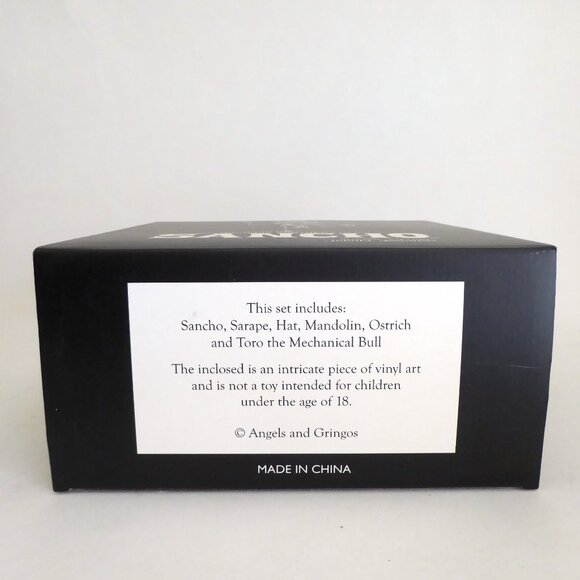 SANCHO
This set includes:
Sancho, Sarape, Hat, Mandolin, Ostrich
and Toro the Mechanical Bull
The inclosed is an intricate piece of vinyl art
and is not a toy intended for children
under the age of 18.
© Angels and Gringos
MADE IN CHINA